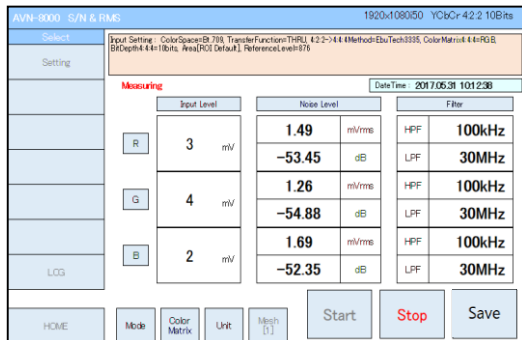 AVN-8000 S/N & RMS
1920x1080i50 YCbCr 4:2:2 10Bits
Select
Setting
LOG
HOME
Input Setting : ColorSpace=Bt.709, TransferFunction=THRU, 4:2:2->4:4:4Method=EbuTech3335, ColorMatrix4:4:4=RGB,
BitDepth4:4:4=10bits, Area[ROI Default], ReferenceLevel=876
Measuring
DateTime : 2017.05.31 10:12:38
Input Level
Noise Level
Filter
R
3 mV
1.49 mVrms
HPF 100kHz
-53.45 dB
LPF 30MHz
G
4 mV
1.26 mVrms
HPF 100kHz
-54.88 dB
LPF 30MHz
B
2 mV
1.69 mVrms
HPF 100kHz
-52.35 dB
LPF 30MHz
Mode
Color
Matrix
Unit
Mesh
[1]
Start
Stop
Save